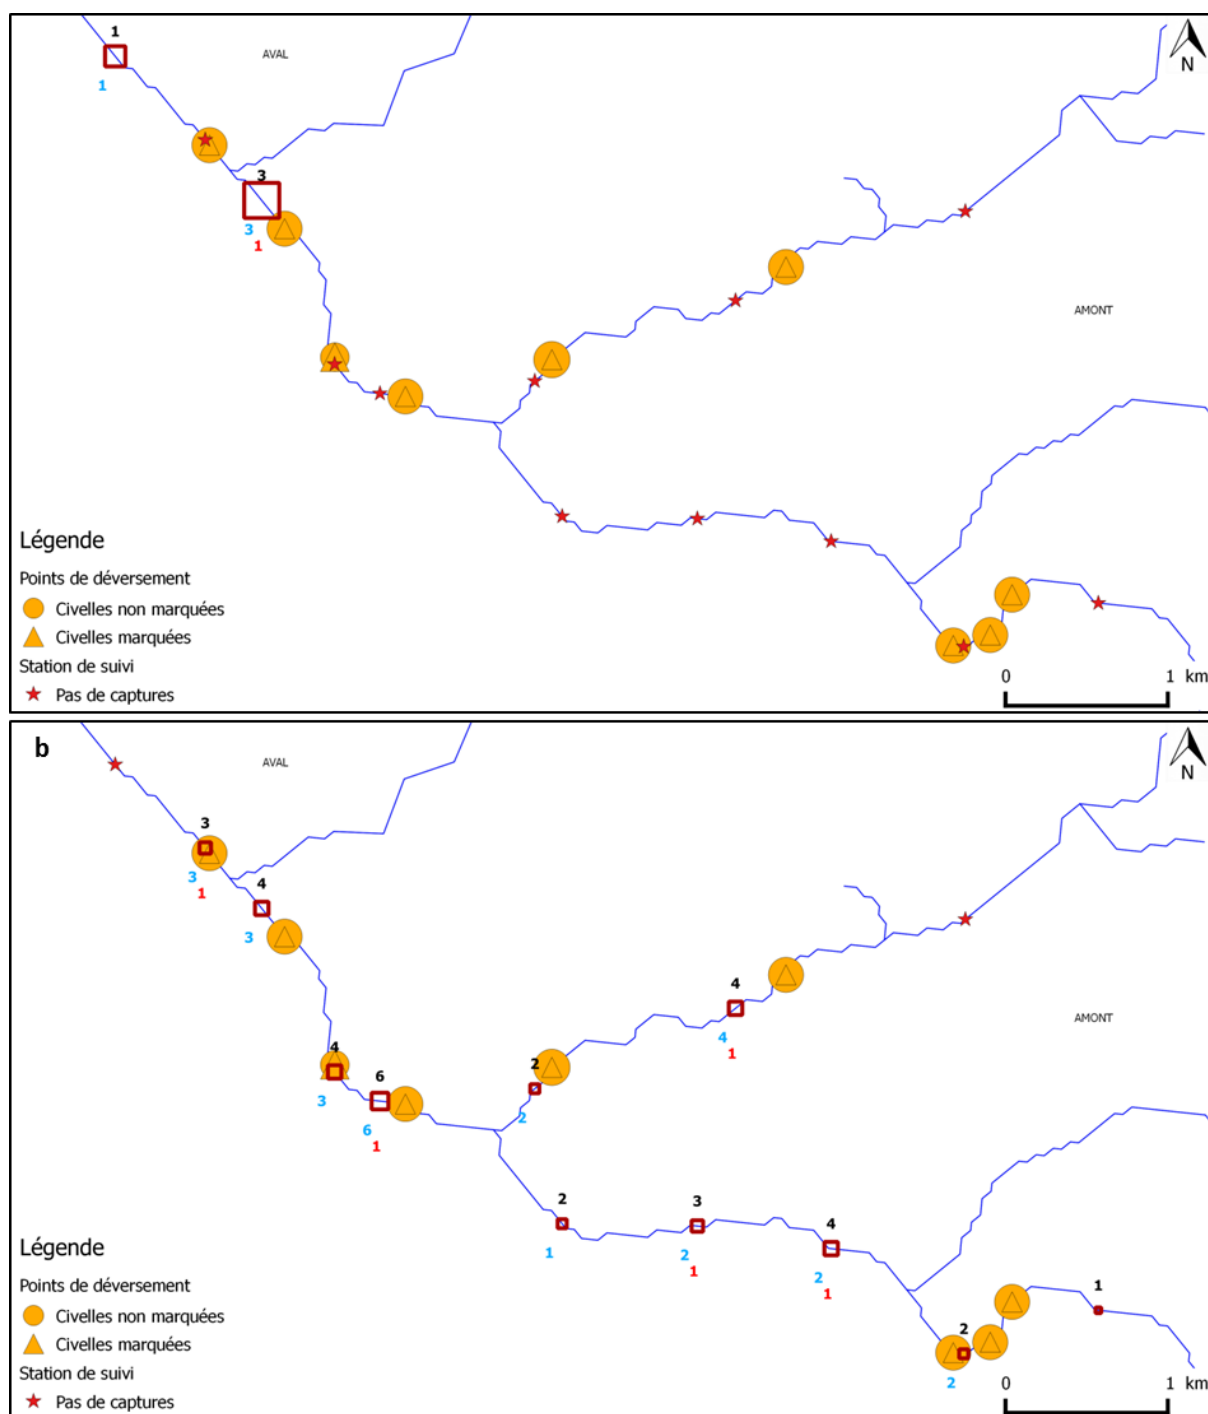 1
AVAL
1
N
3
3
1
AMONT
Légende
Points de déversement
Civelles non marquées
Civelles marquées
Station de suivi
Pas de captures
0 1 km
b
AVAL
N
3
3
1
4
3
4
4
1
AMONT
4
3
6
6
1
2
2
2
1
3
2
1
4
2
1
1
2
2
Légende
Points de déversement
Civelles non marquées
Civelles marquées
Station de suivi
Pas de captures
0 1 km